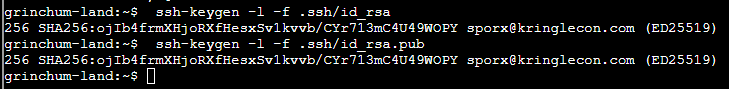 grinchum-land:~$  ssh-keygen -l -f .ssh/id_rsa
256 SHA256:ojIb4frmXHjoRXfHesxSv1kvvb/CYr7l3mC4U49WOPY sporx@kringlecon.com (ED25519)
grinchum-land:~$  ssh-keygen -l -f .ssh/id_rsa.pub
256 SHA256:ojIb4frmXHjoRXfHesxSv1kvvb/CYr7l3mC4U49WOPY sporx@kringlecon.com (ED25519)
grinchum-land:~$